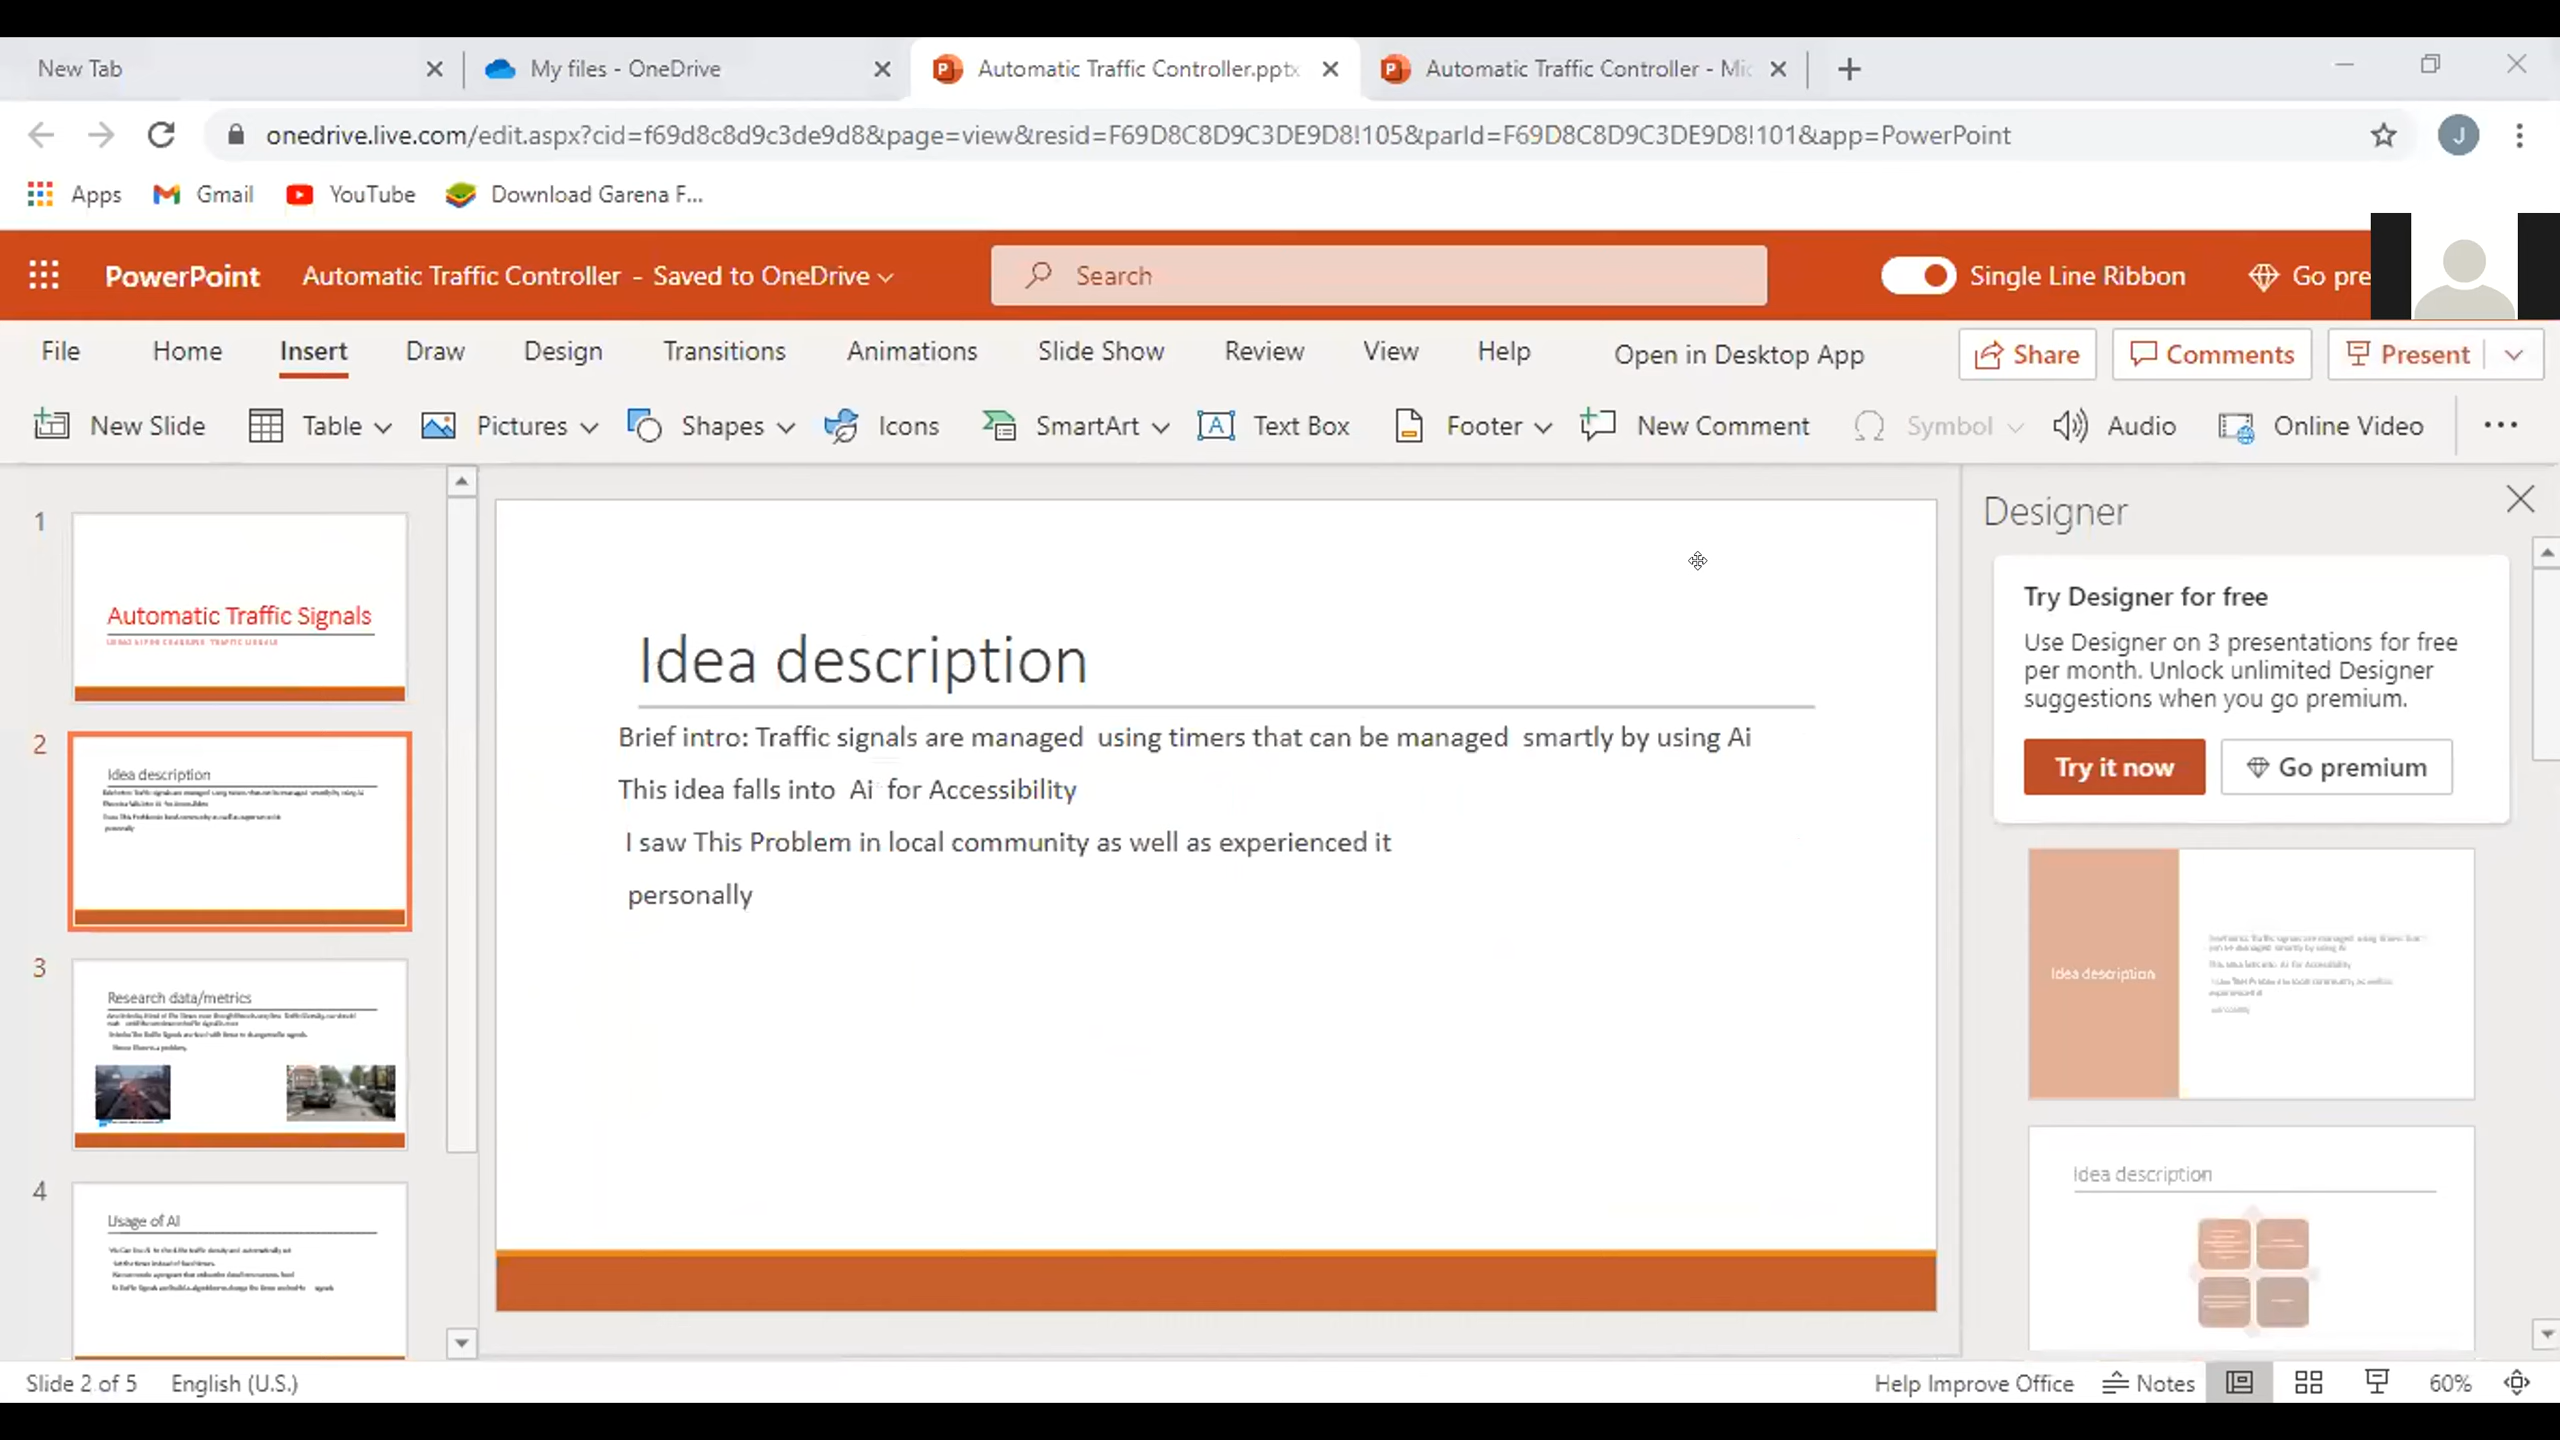 New Tab
My files - OneDrive
Automatic Traffic Controller.pptx
Automatic Traffic Controller - Mic
onedrive.live.com/edit.aspx?cid=f69d8c8d9c3de9d8&page=view&resid=F69D8C8D9C3DE9D8!105&parId=F69D8C8D9C3DE9D8!101&app=PowerPoint
J
Apps Gmail YouTube Download Garena F...
PowerPoint Automatic Traffic Controller - Saved to OneDrive
Search
Single Line Ribbon
Go pre
File Home Insert Draw Design Transitions Animations Slide Show Review View Help Open in Desktop App Share Comments Present
New Slide Table Pictures Shapes Icons SmartArt Text Box Footer New Comment Symbol Audio Online Video
1
Automatic Traffic Signals
2
Idea description
3
Research data/metrics
4
Usage of AI
Idea description
Brief intro: Traffic signals are managed  using timers that can be managed  smartly by using Ai
This idea falls into  Ai  for Accessibility
I saw This Problem in local community as well as experienced it
personally
Designer
Try Designer for free
Use Designer on 3 presentations for free
per month. Unlock unlimited Designer
suggestions when you go premium.
Try it now Go premium
Idea description
Idea description
Slide 2 of 5 English (U.S.) Help Improve Office Notes 60%